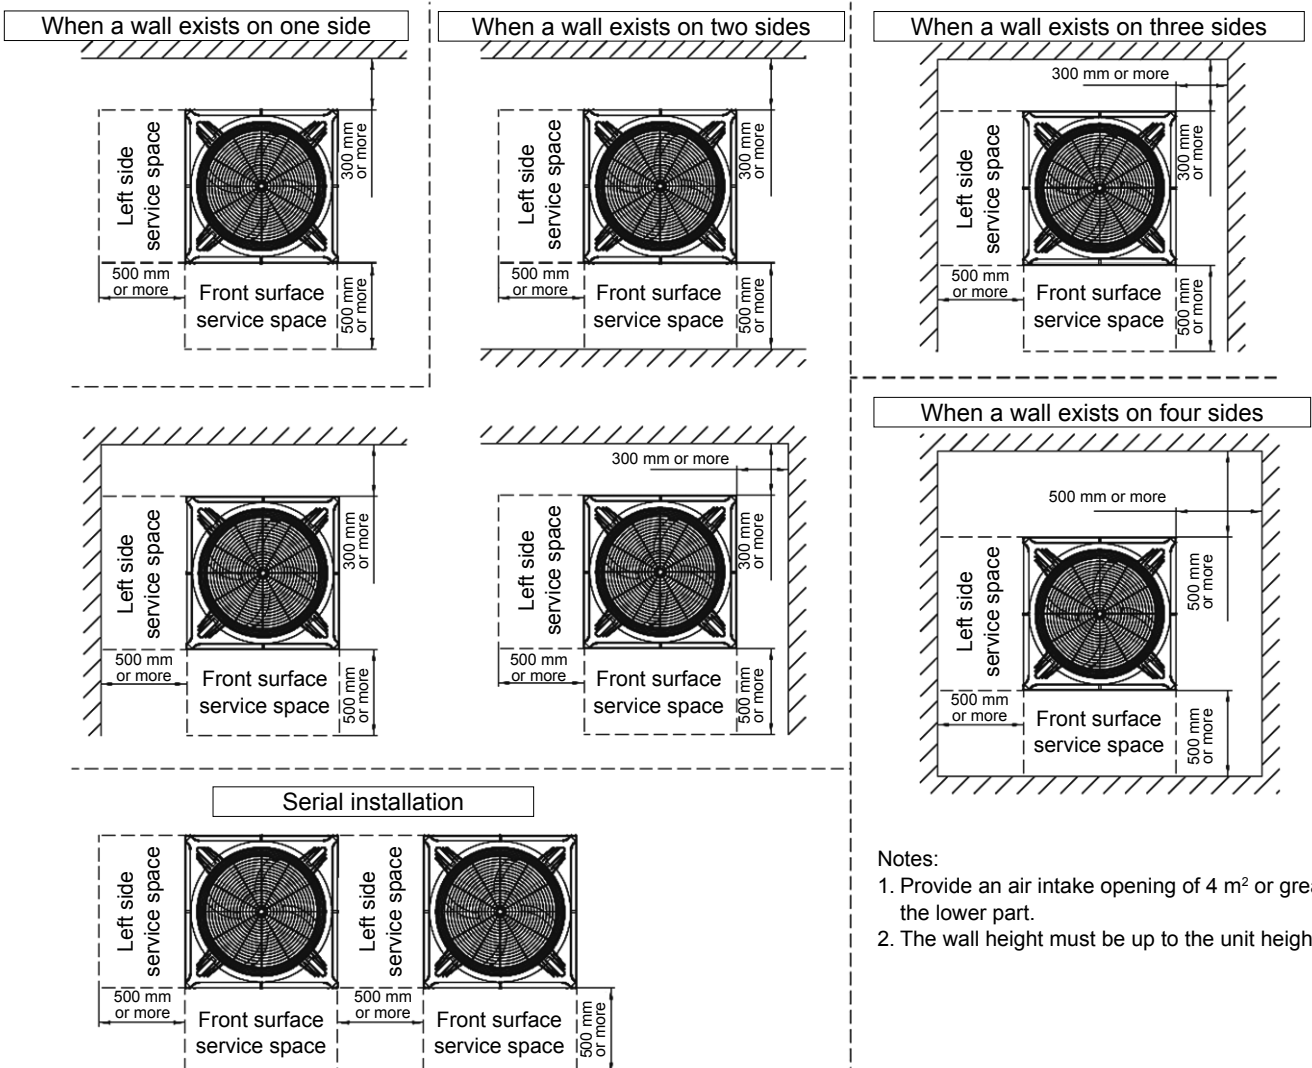 When a wall exists on one side
300 mm
or more
Left side
service space
500 mm
or more
Front surface
service space
500 mm
or more
When a wall exists on two sides
300 mm
or more
Left side
service space
500 mm
or more
Front surface
service space
500 mm
or more
300 mm
or more
Left side
service space
500 mm
or more
Front surface
service space
500 mm
or more
300 mm or more
300 mm
or more
Left side
service space
500 mm
or more
Front surface
service space
500 mm
or more
When a wall exists on three sides
300 mm or more
300 mm
or more
Left side
service space
500 mm
or more
Front surface
service space
500 mm
or more
When a wall exists on four sides
500 mm or more
500 mm
or more
Left side
service space
500 mm
or more
Front surface
service space
500 mm
or more
Serial installation
Left side
service space
500 mm
or more
Front surface
service space
Left side
service space
500 mm
or more
Front surface
service space
500 mm
or more
Notes:
1. Provide an air intake opening of 4 m² or
the lower part.
2. The wall height must be up to the unit